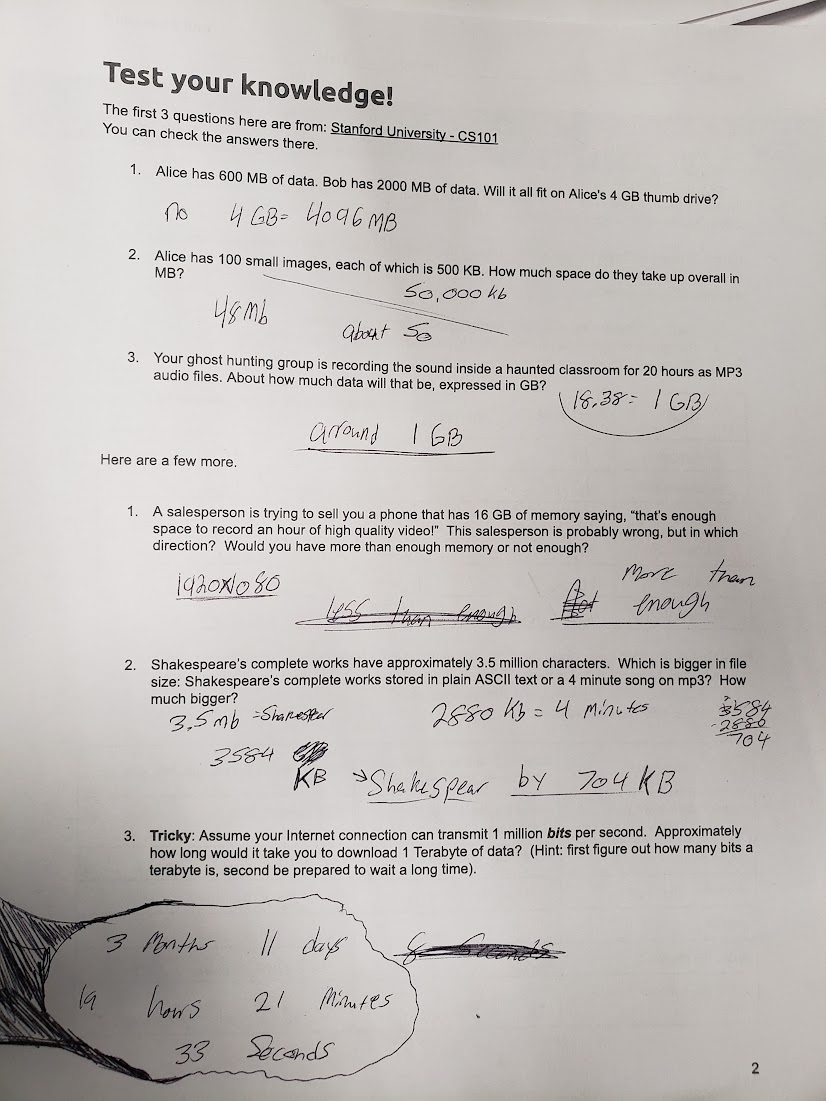 Test your knowledge!
The first 3 questions here are from: Stanford University - CS101
You can check the answers there.
1. Alice has 600 MB of data. Bob has 2000 MB of data. Will it all fit on Alice's 4 GB thumb drive?
no 4 GB= 4096 MB
2. Alice has 100 small images, each of which is 500 KB. How much space do they take up overall in
MB?
50,000 kb
48 Mb
about 50
3. Your ghost hunting group is recording the sound inside a haunted classroom for 20 hours as MP3
audio files. About how much data will that be, expressed in GB?
18.38= 1 GB
around 1 GB
Here are a few more.
1. A salesperson is trying to sell you a phone that has 16 GB of memory saying, “that's enough
space to record an hour of high quality video!” This salesperson is probably wrong, but in which
direction? Would you have more than enough memory or not enough?
1920x1080
More than
less than enough enough
2. Shakespeare's complete works have approximately 3.5 million characters. Which is bigger in file
size: Shakespeare's complete works stored in plain ASCII text or a 4 minute song on mp3? How
much bigger?
3.5 mb =
2880 Kb = 4 Minutes
3584
-2880
704
3584
KB
→Shakespear by 704 KB
3. Tricky: Assume your Internet connection can transmit 1 million bits per second. Approximately
how long would it take you to download 1 Terabyte of data? (Hint: first figure out how many bits a
terabyte is, second be prepared to wait a long time).
3 Months 11 days
19 hours 21 Minutes
33 Seconds
2